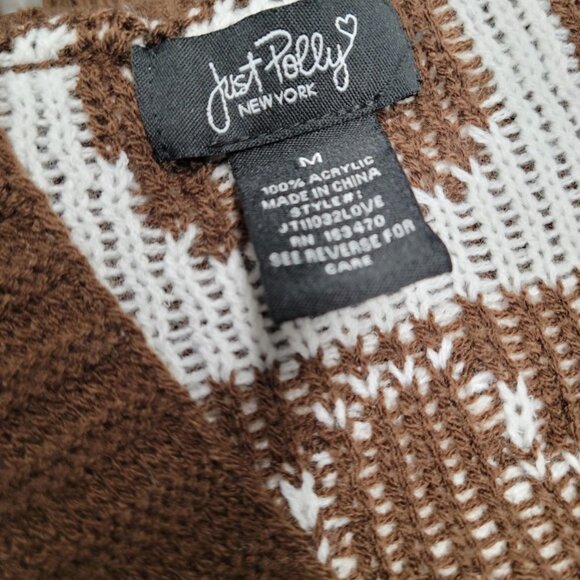 Just Polly
NEW YORK
M
100% ACRYLIC
MADE IN CHINA
STYLE#:
JT11032LOVE
RN 153470
SEE REVERSE FOR
CARE